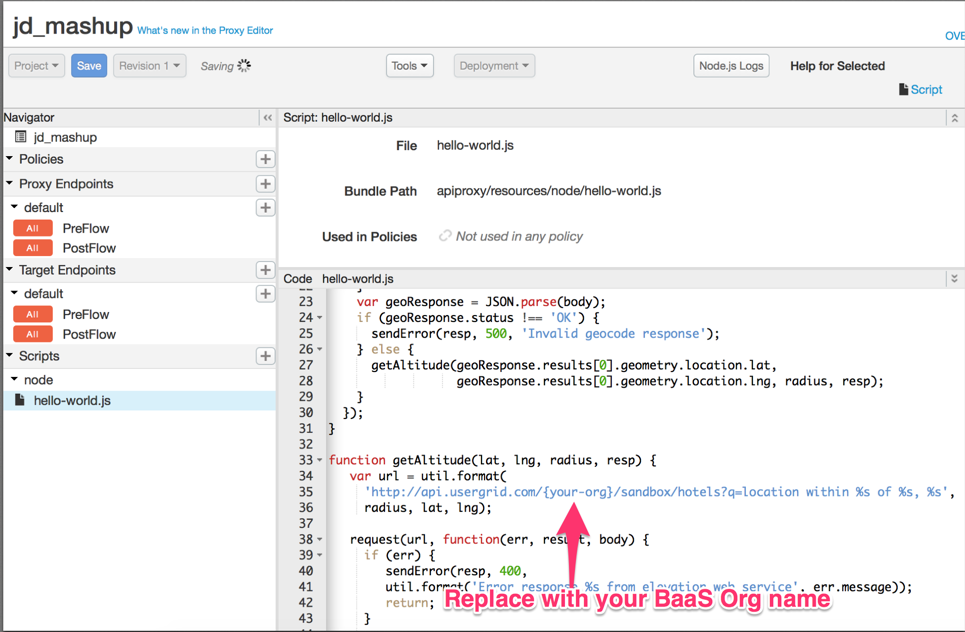 jd_mashup What's new in the Proxy Editor
OVE
Project Save Revision 1 Saving Tools Deployment Node.js Logs Help for Selected
Script
Navigator
jd_mashup
Policies
Proxy Endpoints
default
All PreFlow
All PostFlow
Target Endpoints
default
All PreFlow
All PostFlow
Scripts
node
hello-world.js
Script: hello-world.js
File hello-world.js
Bundle Path apiproxy/resources/node/hello-world.js
Used in Policies Not used in any policy
Code hello-world.js
22 }
23 var geoResponse = JSON.parse(body);
24 if (geoResponse.status !== 'OK') {
25 sendError(resp, 500, 'Invalid geocode response');
26 } else {
27 getAltitude(geoResponse.results[0].geometry.location.lat,
28 geoResponse.results[0].geometry.location.lng, radius, resp);
29 }
30 });
31 }
32
33 function getAltitude(lat, lng, radius, resp) {
34 var url = util.format(
35 'http://api.usergrid.com/{your-org}/sandbox/hotels?q=location within %s of %s, %s',
36 radius, lat, lng);
37
38 request(url, function(err, result, body) {
39 if (err) {
40 sendError(resp, 400,
41 util.format('Error response %s from elevation web service', err.message));
42 return;
43 }
Replace with your BaaS Org name